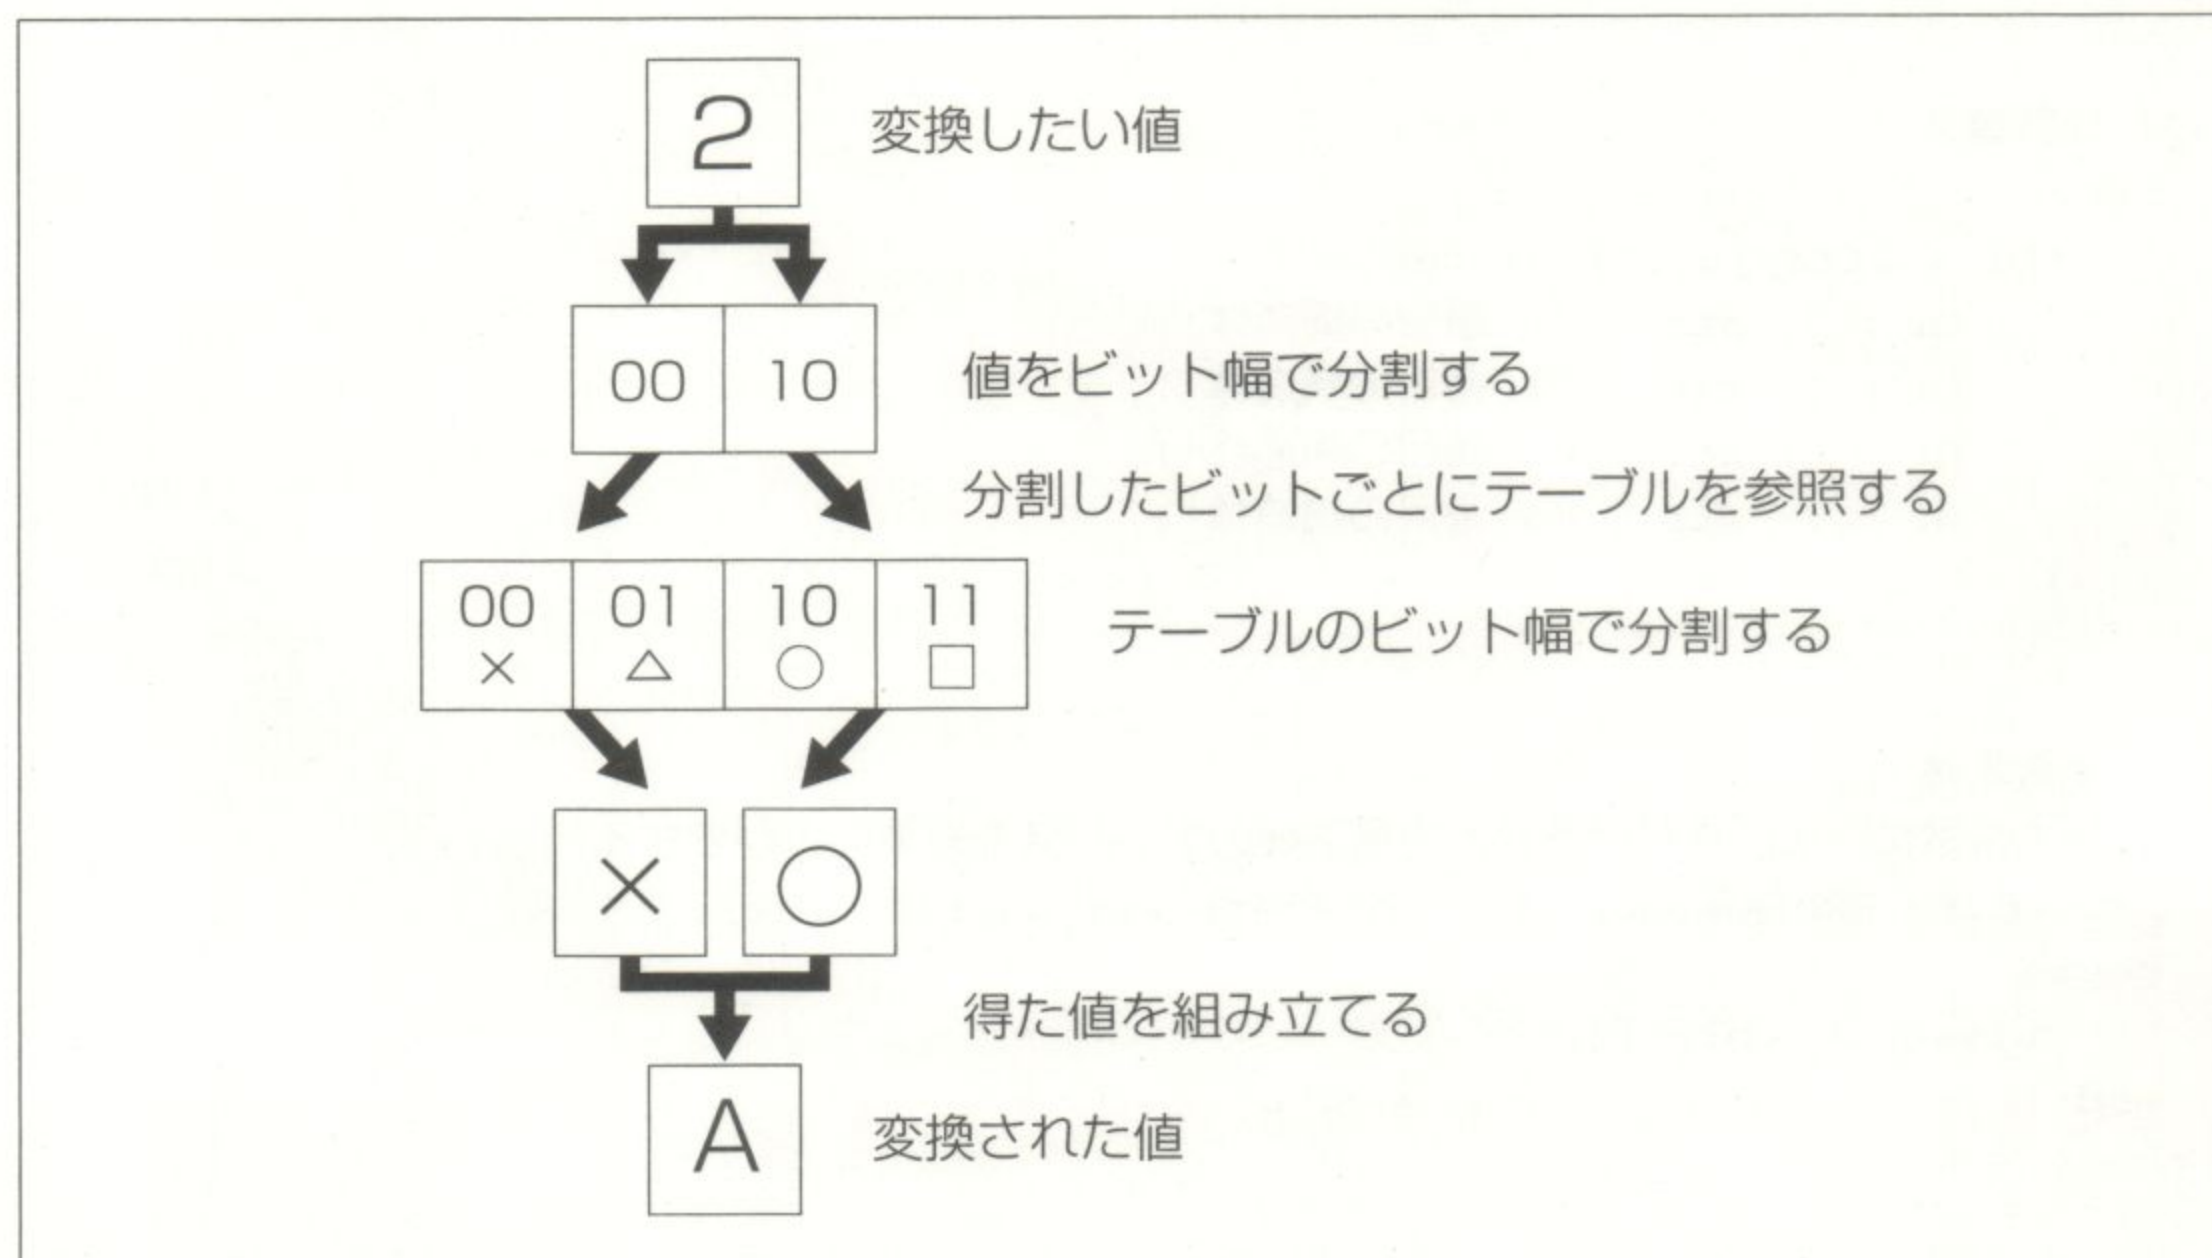 2 変換したい値
00 10 値をビット幅で分割する
分割したビットごとにテーブルを参照する
00 01 10 11
× △ ○ □
テーブルのビット幅で分割する
× ○
得た値を組み立てる
A 変換された値